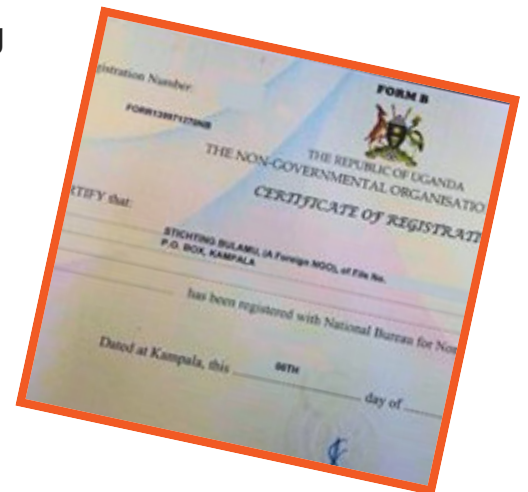 gistration Number:
FORM B
THE REPUBLIC OF UGANDA
THE NON-GOVERNMENTAL ORGANISATIO
CERTIFICATE OF REGISTRATI
RTIFY that:
STICHTING BULAMU, (A Foreign NGO), of File No.
P.O. BOX, KAMPALA
has been registered with National Bureau for Non
Dated at Kampala, this 06TH day of